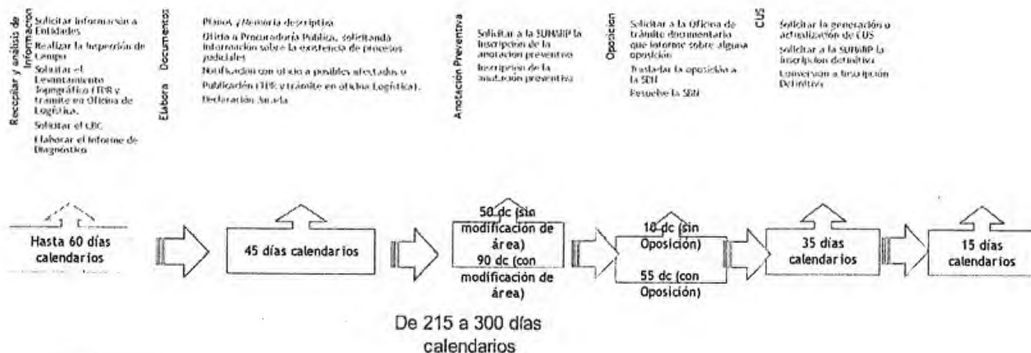 Recopilar y análisis de
Información
Solicitar información a
Entidades
Realizar la Inspección de
Campo
Solicitar el
Levantamiento
Topográfico (TDR y
trámite en Oficina de
Logística.
Solicitar el CBC
Elaborar el Informe de
Diagnóstico
Elabora Documentos
Planos y Memoria descriptiva
Oficio a Procuraduría Pública, solicitando
información sobre la existencia de procesos
judiciales
Notificación con oficio a posibles afectados o
Publicación (TDR y trámite en oficina Logística).
Declaración Jurada
Anotación Preventiva
Solicitar a la SUNARP la
Inscripción de la
anotación preventivo
Inscripción de la
anotación preventiva
Oposición
Solicitar a la Oficina de
trámite documentario
que informe sobre alguna
oposición
Trasladar la oposición a
la SBN
Resuelve la SBN
CUS
Solicitar la generación o
actualización de CUS
Solicitar a la SUNARP la
inscripción definitiva
Conversión a Inscripción
Definitiva
Hasta 60 días
calendarios
45 días calendarios
50 dc (sin
modificación de
área)
90 dc (con
modificación de
área)
10 dc (sin
Oposición)
55 dc (con
Oposición)
35 días
calendarios
15 días
calendarios
De 215 a 300 días
calendarios